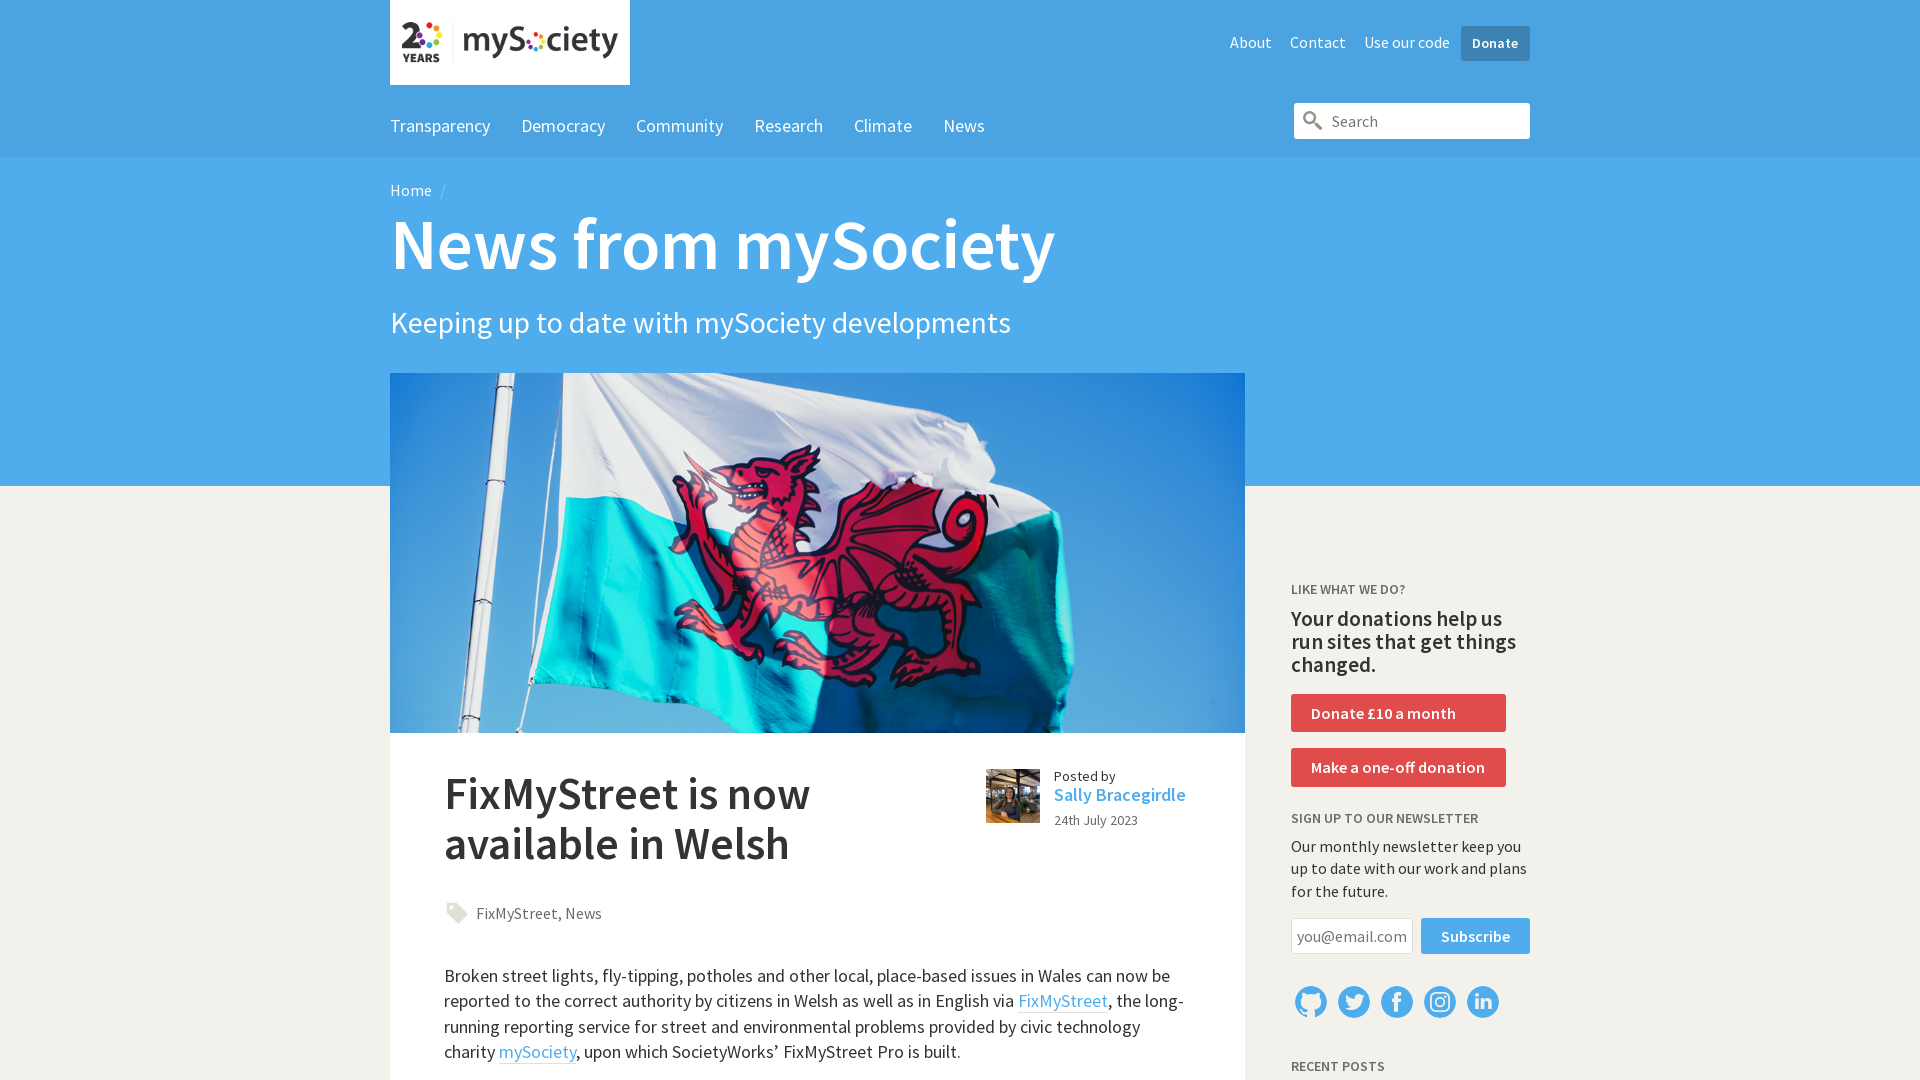 20 YEARS
mySociety
About
Contact
Use our code
Donate
Transparency
Democracy
Community
Research
Climate
News
Search
Home /
News from mySociety
Keeping up to date with mySociety developments
FixMyStreet is now
available in Welsh
Posted by
Sally Bracegirdle
24th July 2023
FixMyStreet, News
Broken street lights, fly-tipping, potholes and other local, place-based issues in Wales can now be
reported to the correct authority by citizens in Welsh as well as in English via FixMyStreet, the long-
running reporting service for street and environmental problems provided by civic technology
charity mySociety, upon which SocietyWorks’ FixMyStreet Pro is built.
LIKE WHAT WE DO?
Your donations help us
run sites that get things
changed.
Donate £10 a month
Make a one-off donation
SIGN UP TO OUR NEWSLETTER
Our monthly newsletter keep you
up to date with our work and plans
for the future.
you@email.com
Subscribe
RECENT POSTS